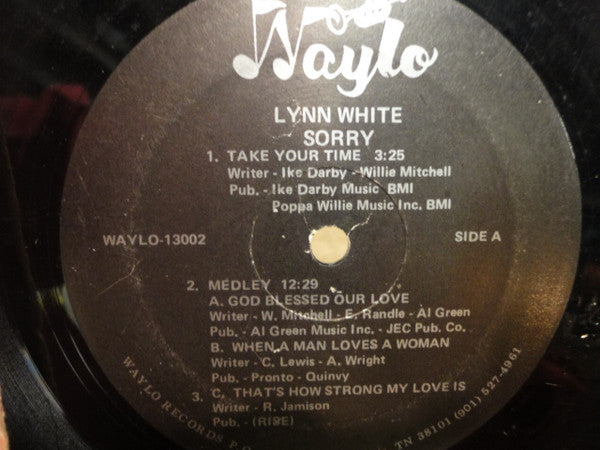 Waylo
LYNN WHITE
SORRY
1. TAKE YOUR TIME 3:25
Writer - Ike Darby - Willie Mitchell
Pub. - Ike Darby Music BMI
Poppa Willie Music Inc. BMI
WAYLO-13002
SIDE A
2. MEDLEY 12:29
A. GOD BLESSED OUR LOVE
Writer - W. Mitchell - E. Randle - Al Green
Pub. - Al Green Music Inc. - JEC Pub. Co.
B. WHEN A MAN LOVES A WOMAN
Writer - C. Lewis - A. Wright
Pub. - Pronto - Quinvy
3. C. THAT'S HOW STRONG MY LOVE IS
Writer - R. Jamison
Pub. - (RISE)
WAYLO RECORDS P.O. TN 38101 (901) 527-4961